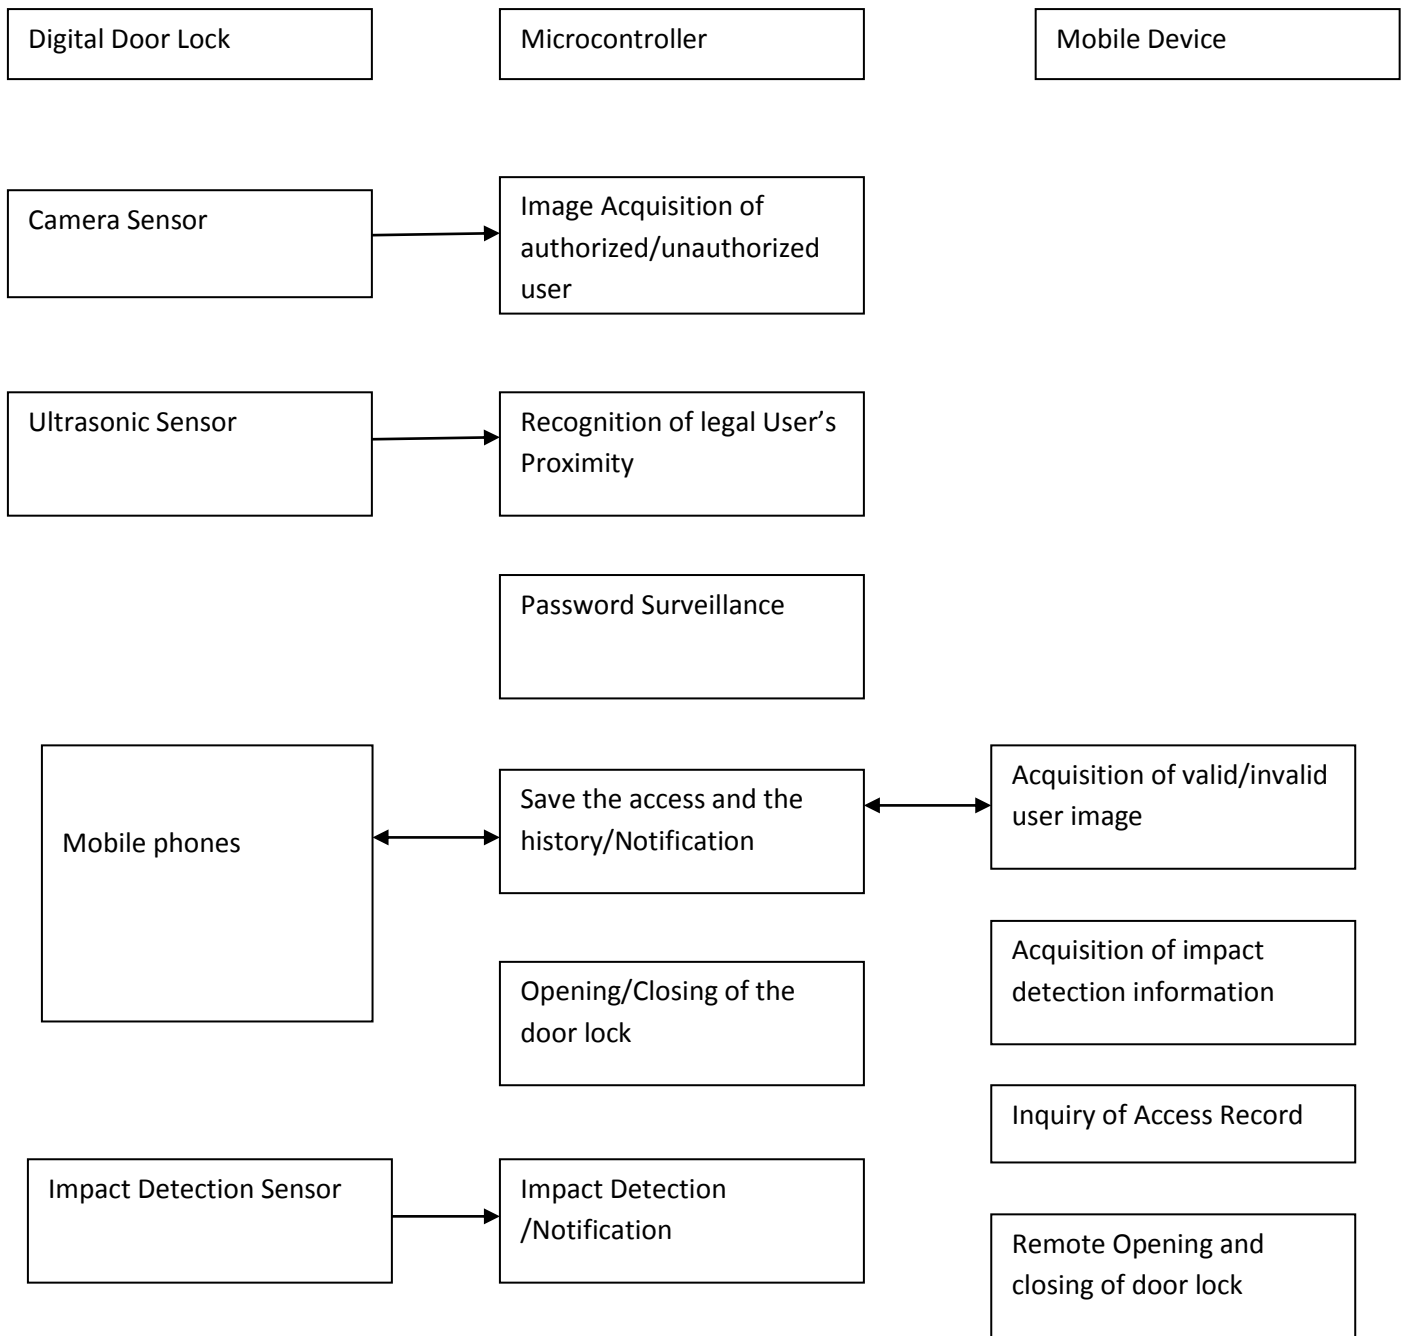 Digital Door Lock
Microcontroller
Mobile Device
Camera Sensor
Image Acquisition of
authorized/unauthorized
user
Ultrasonic Sensor
Recognition of legal User’s
Proximity
Password Surveillance
Mobile phones
Save the access and the
history/Notification
Acquisition of valid/invalid
user image
Opening/Closing of the
door lock
Acquisition of impact
detection information
Inquiry of Access Record
Impact Detection Sensor
Impact Detection
/Notification
Remote Opening and
closing of door lock